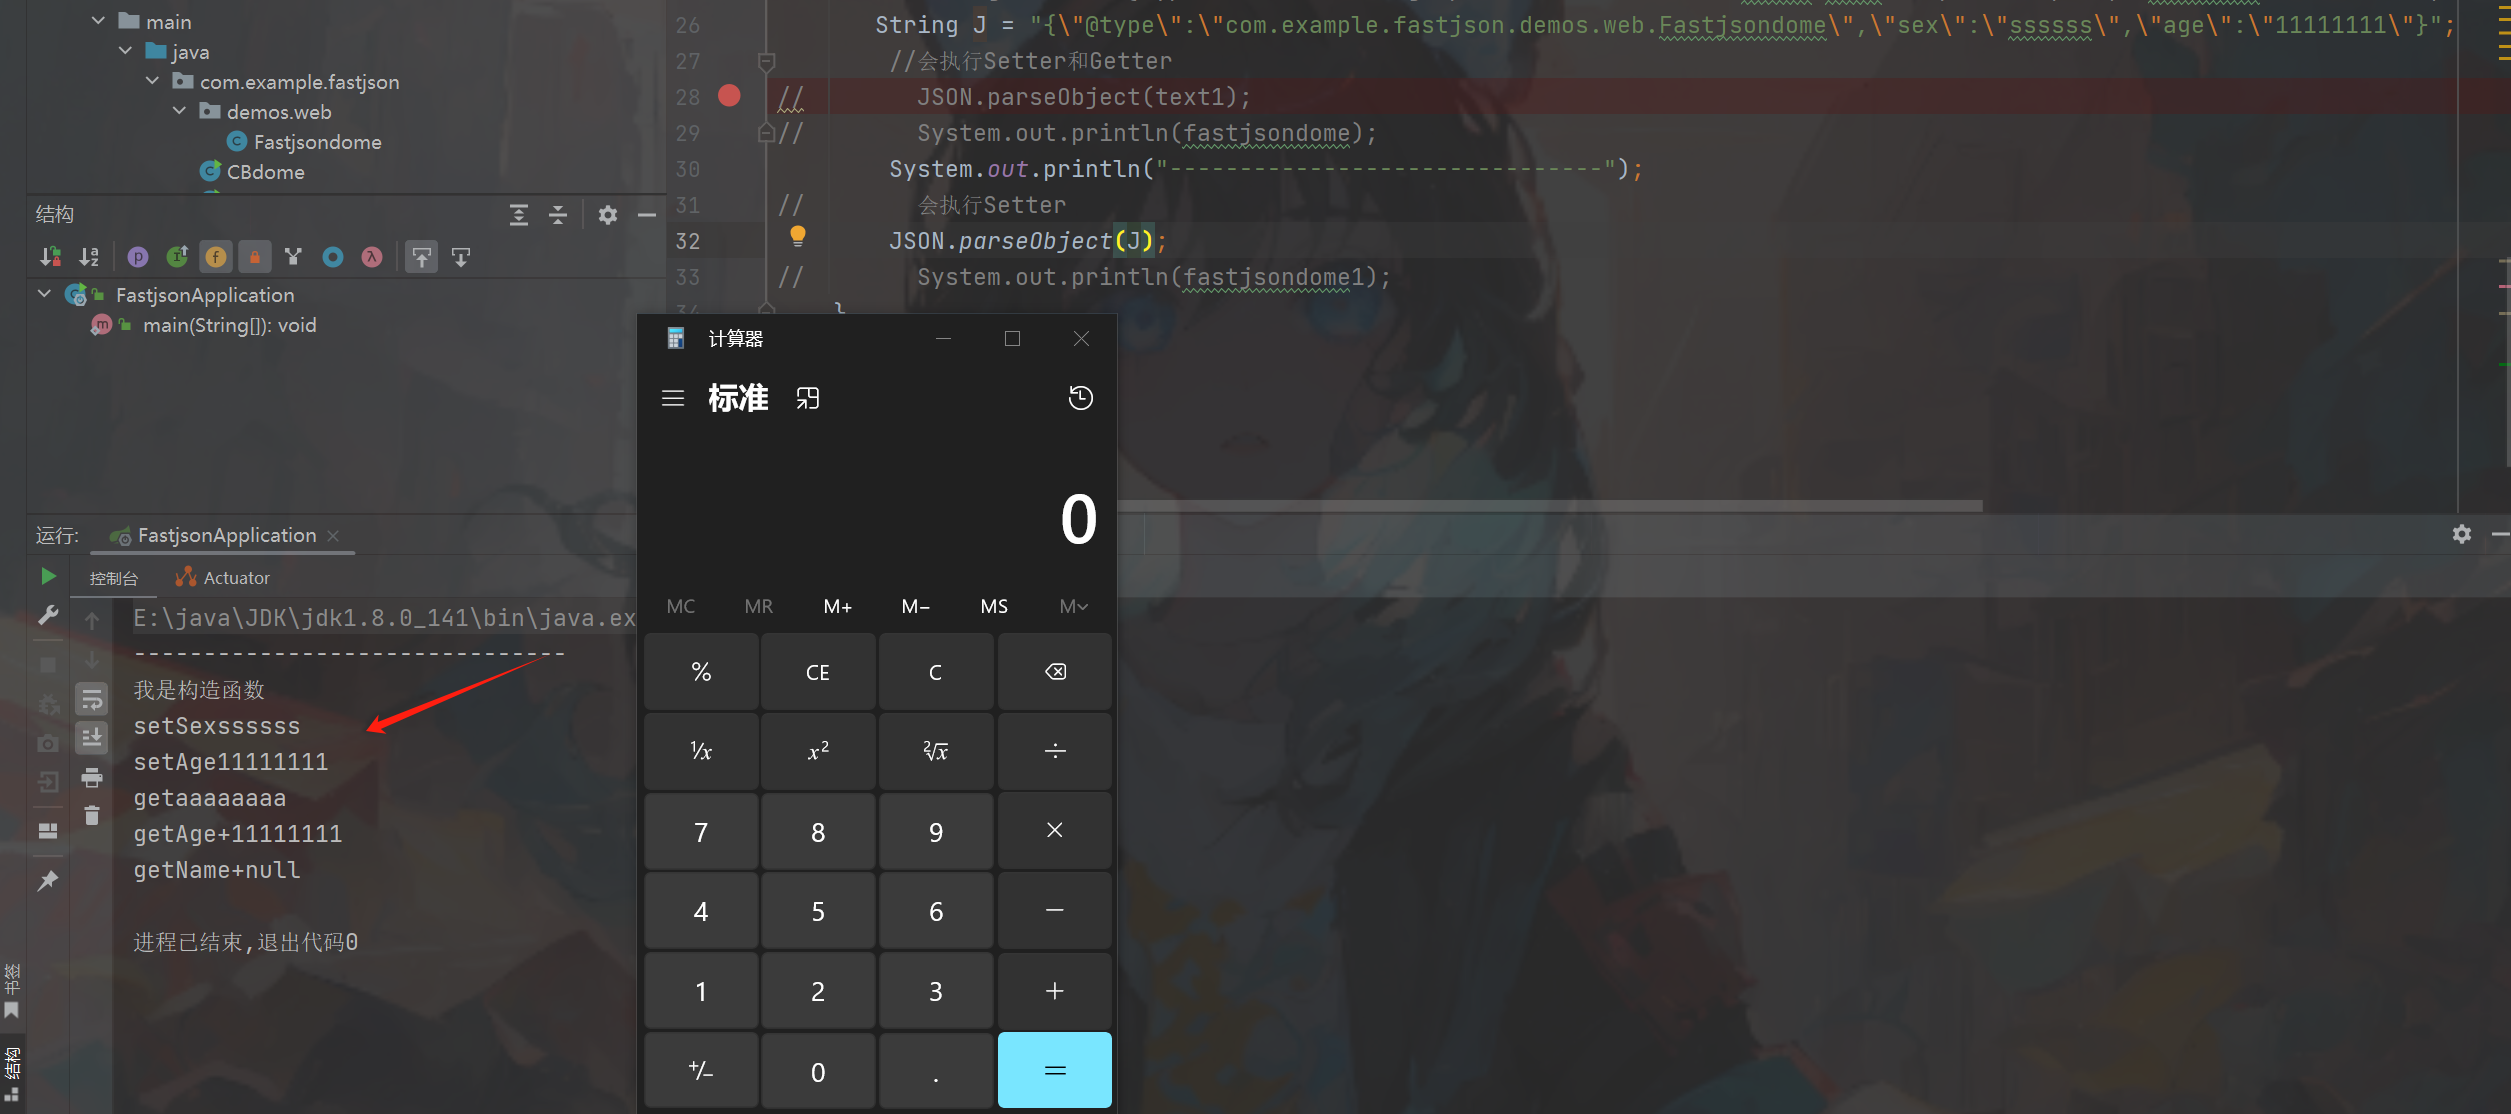 main
java
com.example.fastjson
demos.web
Fastjsondome
CBdome
结构
FastjsonApplication
main(String[]): void
26 String J = "{\"@type\":\"com.example.fastjson.demos.web.Fastjsondome\",\"sex\":\"ssssss\",\"age\":\"11111111\"}";
27 //会执行Setter和Getter
28 // JSON.parseObject(text1);
29 // System.out.println(fastjsondome);
30 System.out.println("-------------------------------");
31 // 会执行Setter
32 JSON.parseObject(J);
33 // System.out.println(fastjsondome1);
34 }
计算器
标准
0
MC MR M+ M− MS M
% CE C
¹/x x² ²√x ÷
7 8 9 ×
4 5 6 −
1 2 3 +
+/− 0 . =
运行: FastjsonApplication
控制台 Actuator
E:\java\JDK\jdk1.8.0_141\bin\java.ex
-------------------------------
我是构造函数
setSexssssss
setAge11111111
getaaaaaaaa
getAge+11111111
getName+null
进程已结束,退出代码0
书签
结构